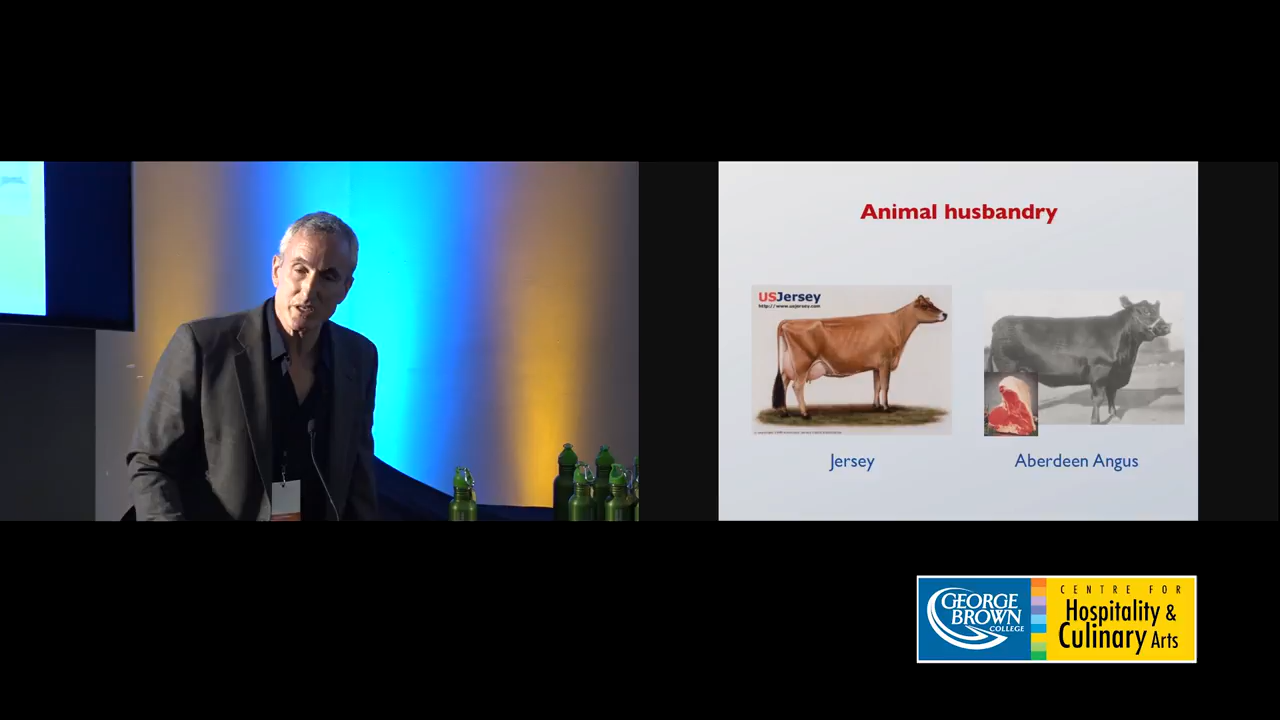 Animal husbandry
USJersey
http://www.usjersey.com
Jersey
Aberdeen Angus
GEORGE
BROWN
COLLEGE
CENTRE FOR
Hospitality &
Culinary Arts